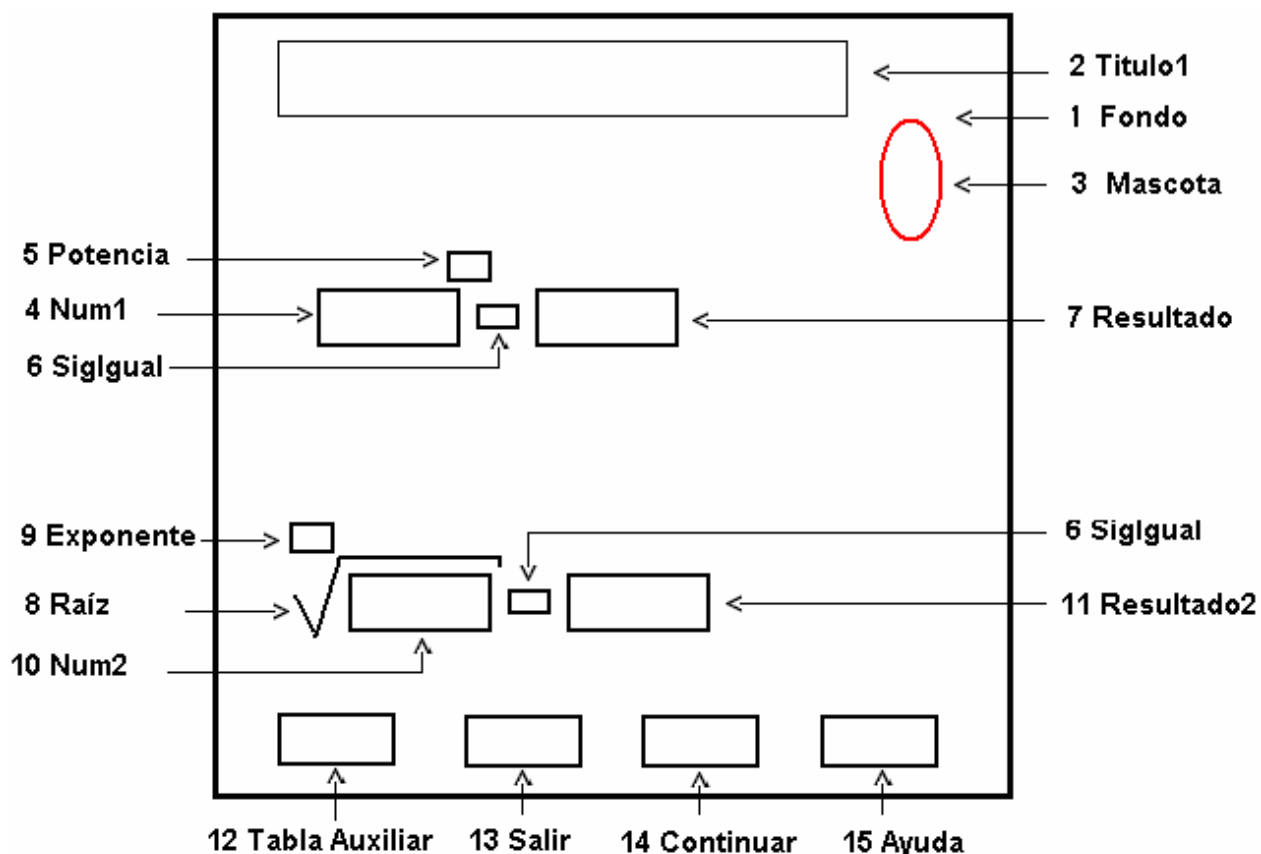 2 Titulo1
1 Fondo
3 Mascota
5 Potencia
4 Num1
7 Resultado
6 SigIgual
9 Exponente
6 SigIgual
8 Raíz
11 Resultado2
10 Num2
12 Tabla Auxiliar
13 Salir
14 Continuar
15 Ayuda